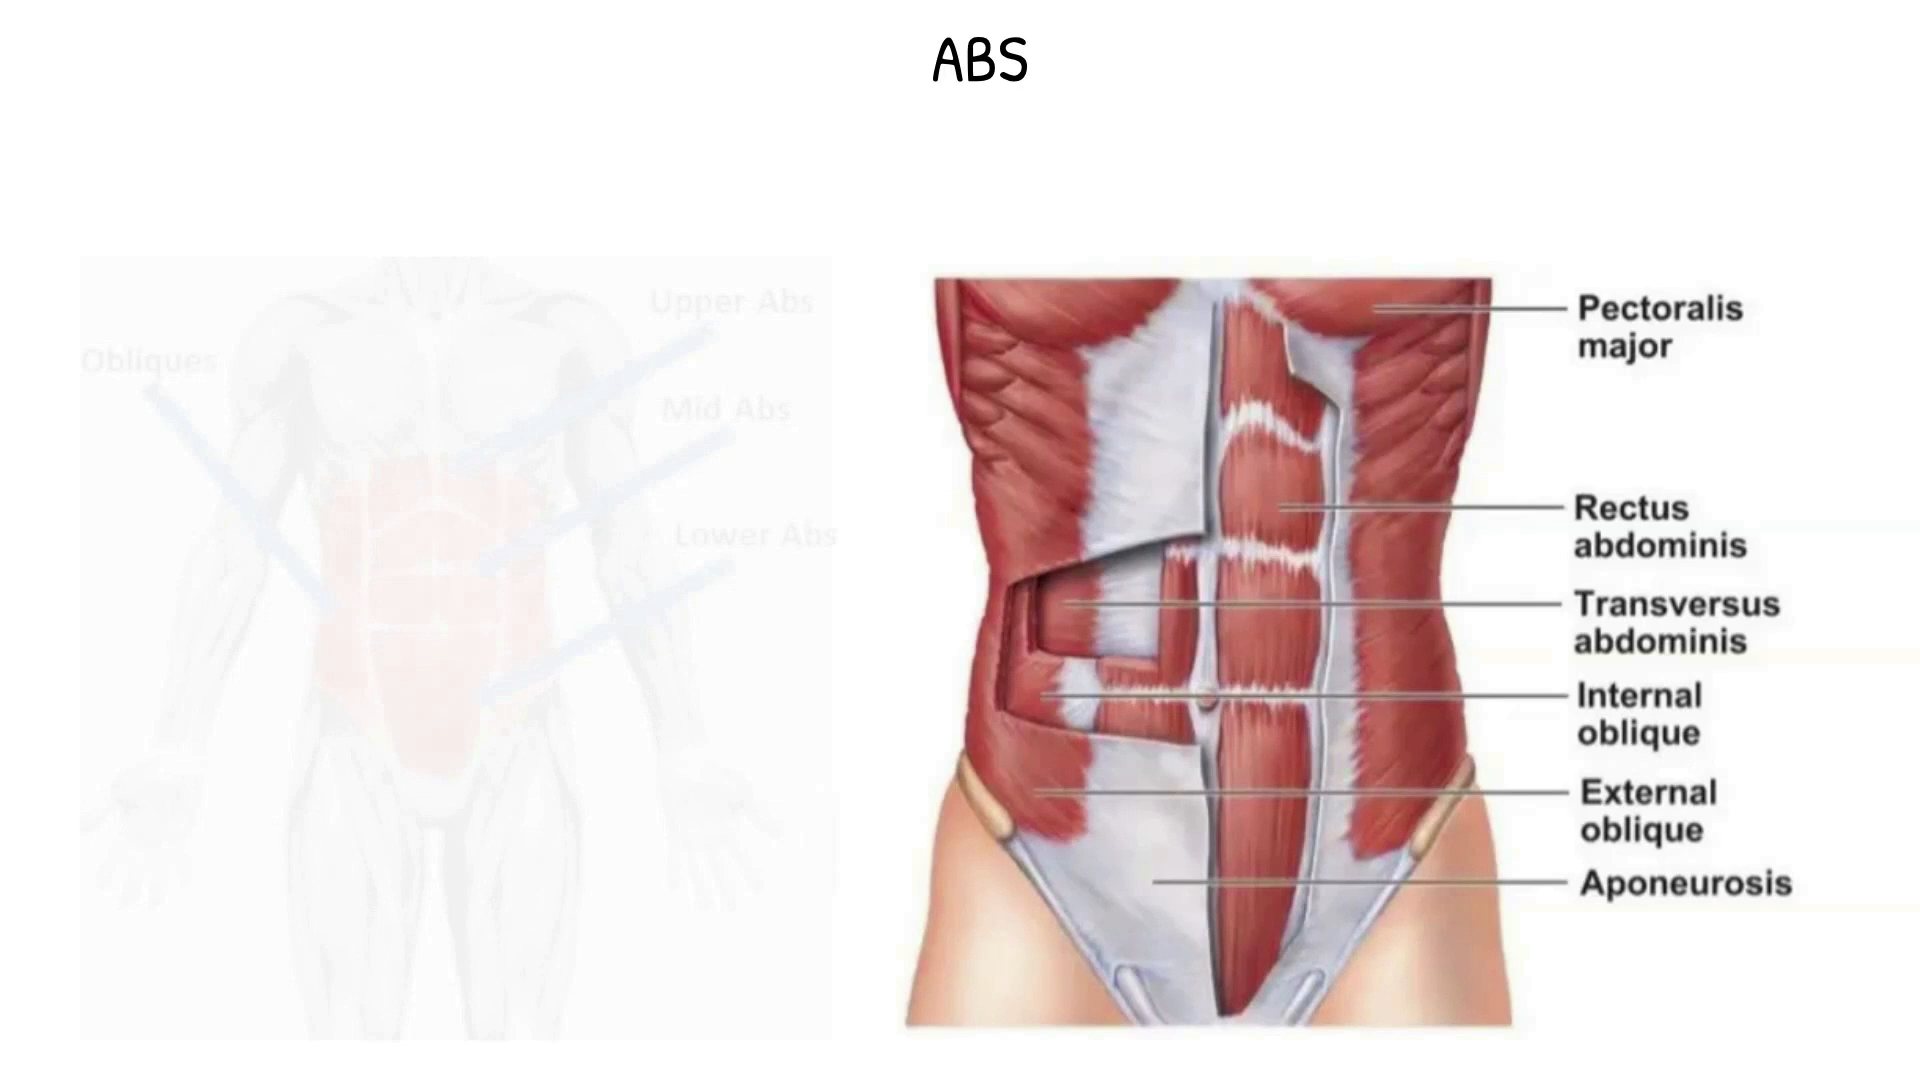 ABS
Upper Abs
Obliques
Mid Abs
Lower Abs
Pectoralis
major
Rectus
abdominis
Transversus
abdominis
Internal
oblique
External
oblique
Aponeurosis